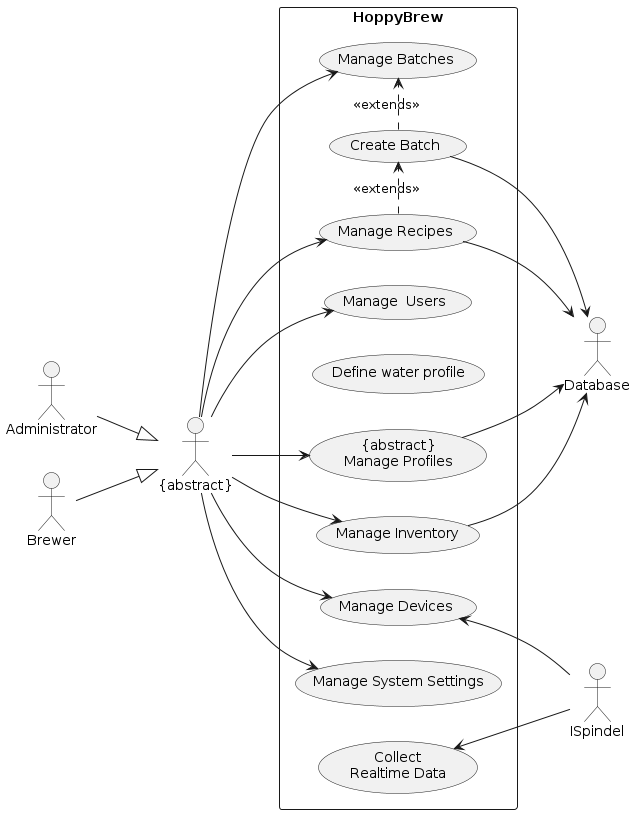 HoppyBrew
Manage Batches
«extends»
Create Batch
«extends»
Manage Recipes
Manage  Users
Define water profile
Database
Administrator
{abstract}
Manage Profiles
{abstract}
Brewer
Manage Inventory
Manage Devices
Manage System Settings
ISpindel
Collect
Realtime Data